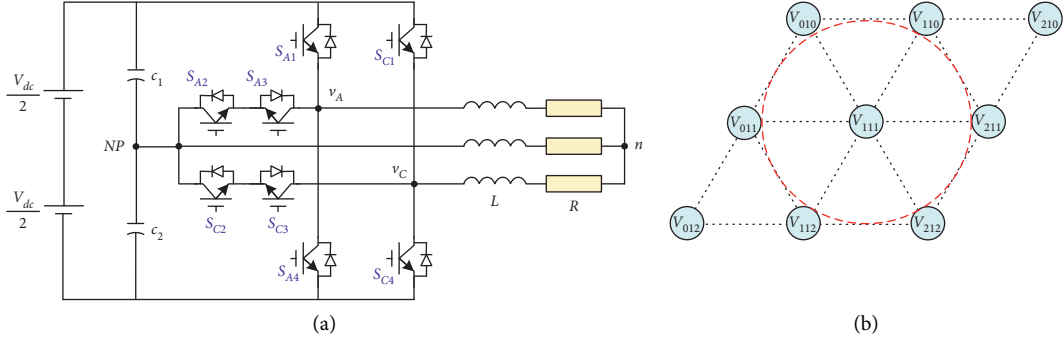 V_dc
2
c_1
S_A2
S_A3
S_A1
S_C1
v_A
NP
n
v_C
V_dc
2
c_2
S_C2
S_C3
L
R
S_A4
S_C4
(a)
V_010
V_110
V_210
V_011
V_111
V_211
V_012
V_112
V_212
(b)